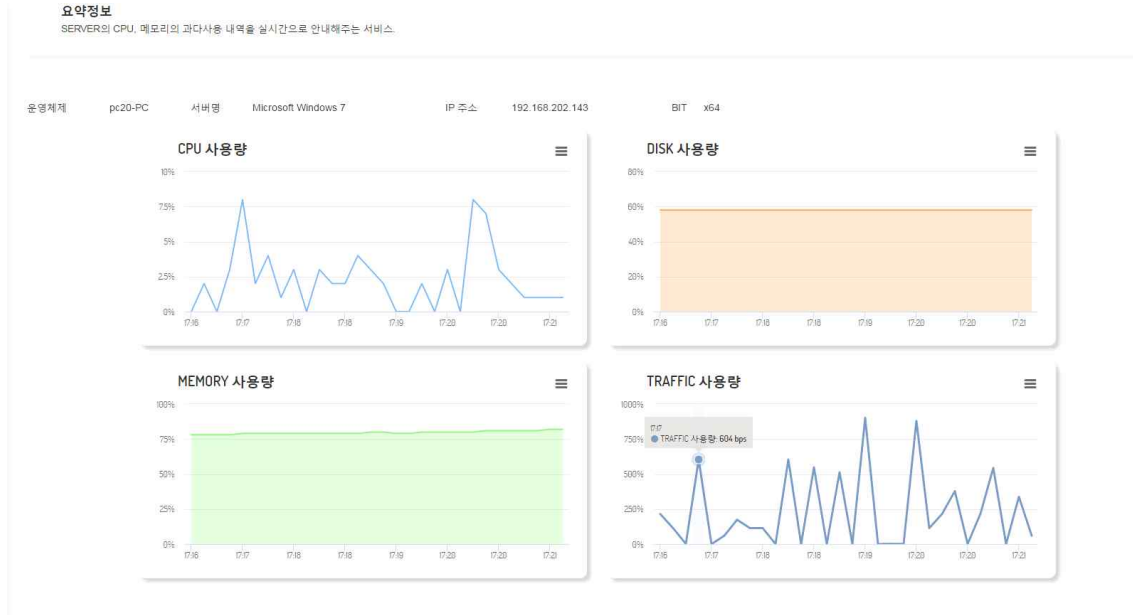 요약정보
SERVER의 CPU, 메모리의 과다사용 내역을 실시간으로 안내해주는 서비스.
운영체제 pc20-PC 서버명 Microsoft Windows 7 IP 주소 192.168.202.143 BIT x64
CPU 사용량
10%
7.5%
5%
2.5%
0%
17:16 17:17 17:18 17:18 17:19 17:20 17:20 17:21
DISK 사용량
80%
60%
40%
20%
0%
17:16 17:17 17:18 17:18 17:19 17:20 17:20 17:21
MEMORY 사용량
100%
75%
50%
25%
0%
17:16 17:17 17:18 17:18 17:19 17:20 17:20 17:21
TRAFFIC 사용량
1000%
750%
500%
250%
0%
17:17
TRAFFIC 사용량: 604 bps
17:16 17:17 17:18 17:18 17:19 17:20 17:20 17:21